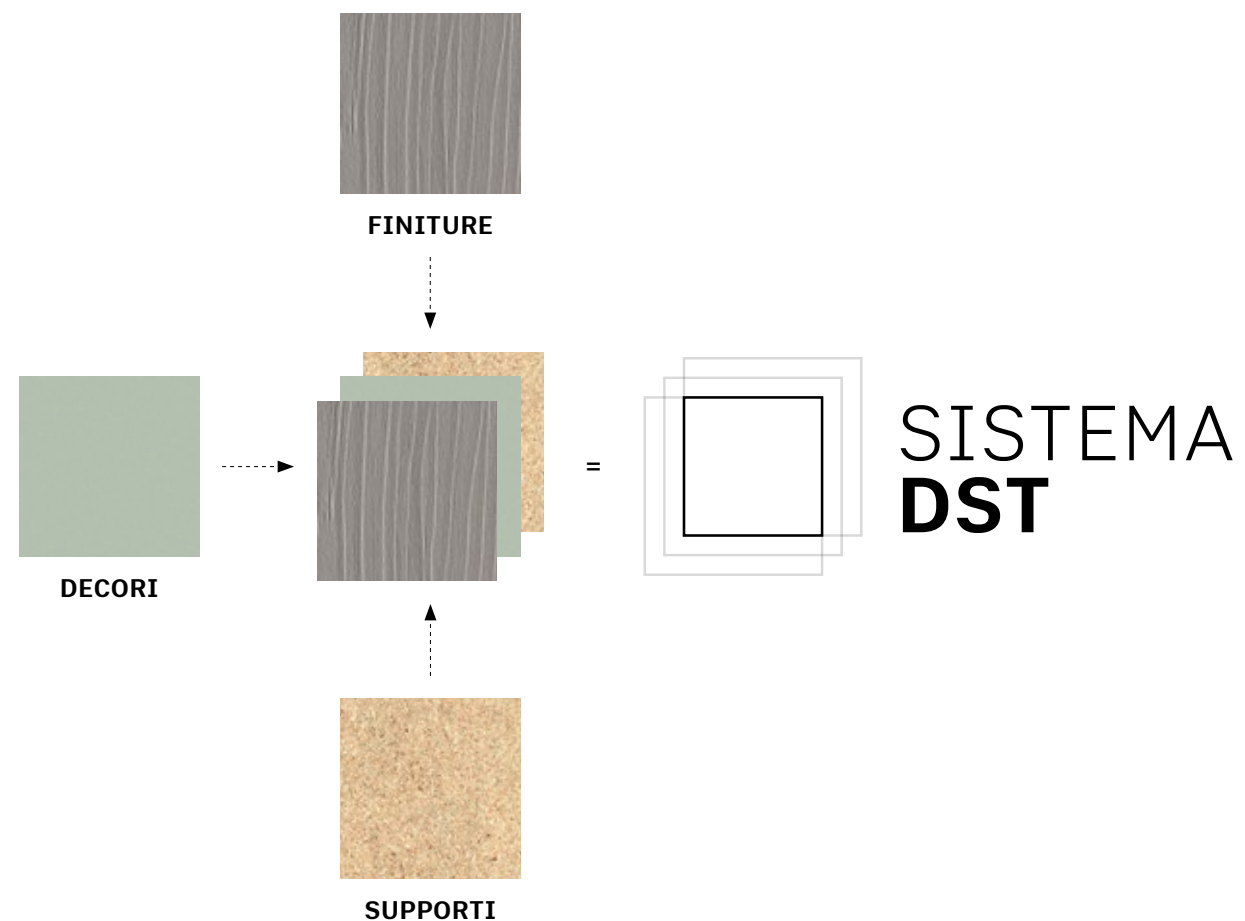 FINITURE
DECORI
=
SISTEMA
DST
SUPPORTI